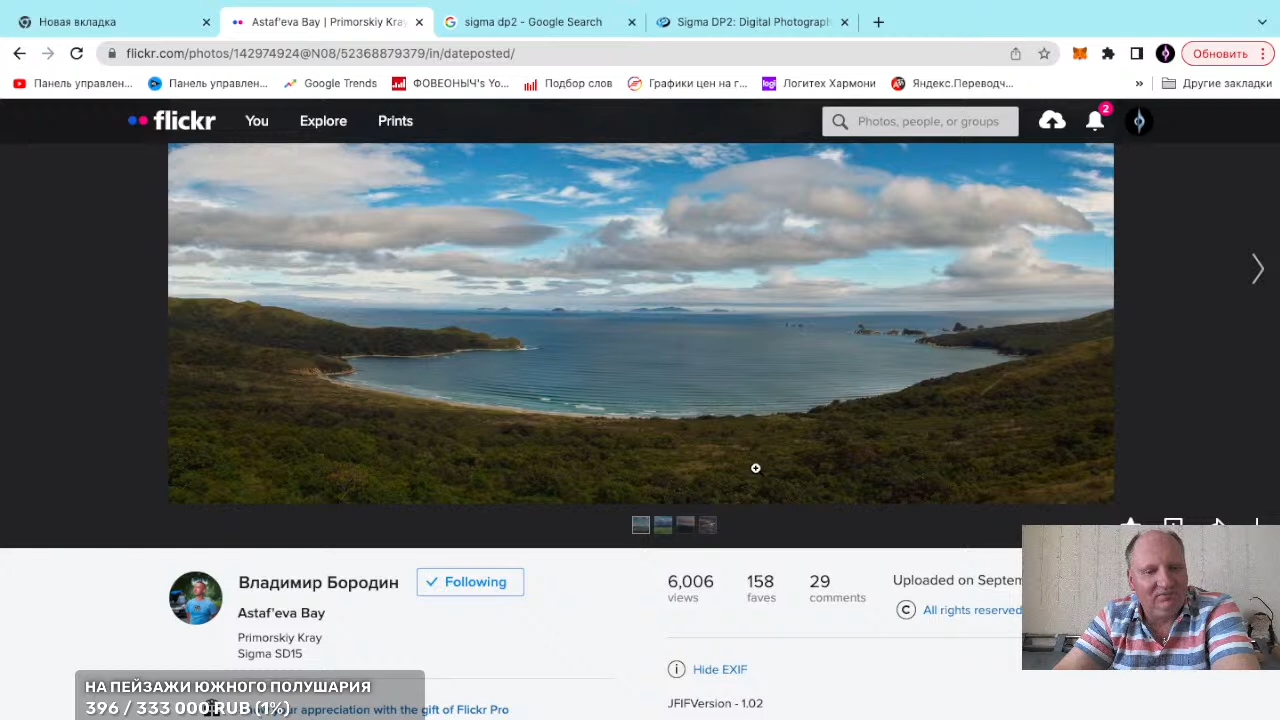 Новая вкладка
Astaf'eva Bay | Primorskiy Kray
sigma dp2 - Google Search
Sigma DP2: Digital Photograph
flickr.com/photos/142974924@N08/52368879379/in/dateposted/
Обновить
Панель управлен...
Панель управлен...
Google Trends
ФОВЕОННЫ's Yo...
Подбор слов
Графики цен на г...
Логитех Хармони
Яндекс.Переводч...
»
Другие закладки
flickr
You
Explore
Prints
Photos, people, or groups
2
Владимир Бородин
Following
Astaf'eva Bay
Primorskiy Kray
Sigma SD15
6,006
views
158
faves
29
comments
Uploaded on Septem
All rights reserved
Hide EXIF
JFIFVersion - 1.02
your appreciation with the gift of Flickr Pro
НА ПЕЙЗАЖИ ЮЖНОГО ПОЛУШАРИЯ
396 / 333 000 RUB (1%)